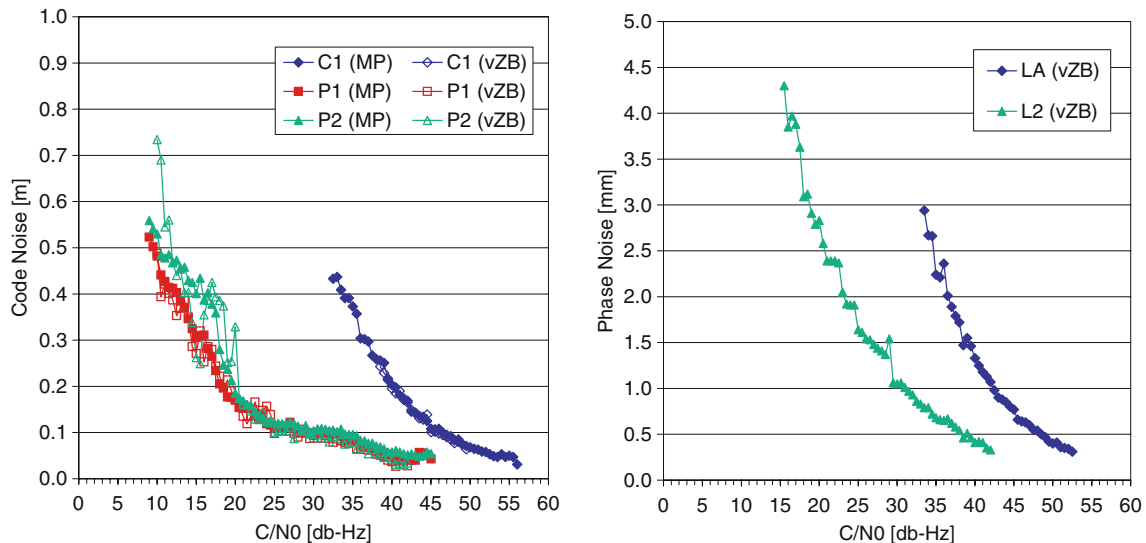 1.0
0.9
0.8
0.7
0.6
0.5
0.4
0.3
0.2
0.1
0.0
Code Noise [m]
C1 (MP) C1 (vZB)
P1 (MP) P1 (vZB)
P2 (MP) P2 (vZB)
0 5 10 15 20 25 30 35 40 45 50 55 60
C/N0 [db-Hz]
5.0
4.5
4.0
3.5
3.0
2.5
2.0
1.5
1.0
0.5
0.0
Phase Noise [mm]
LA (vZB)
L2 (vZB)
0 5 10 15 20 25 30 35 40 45 50 55 60
C/N0 [db-Hz]